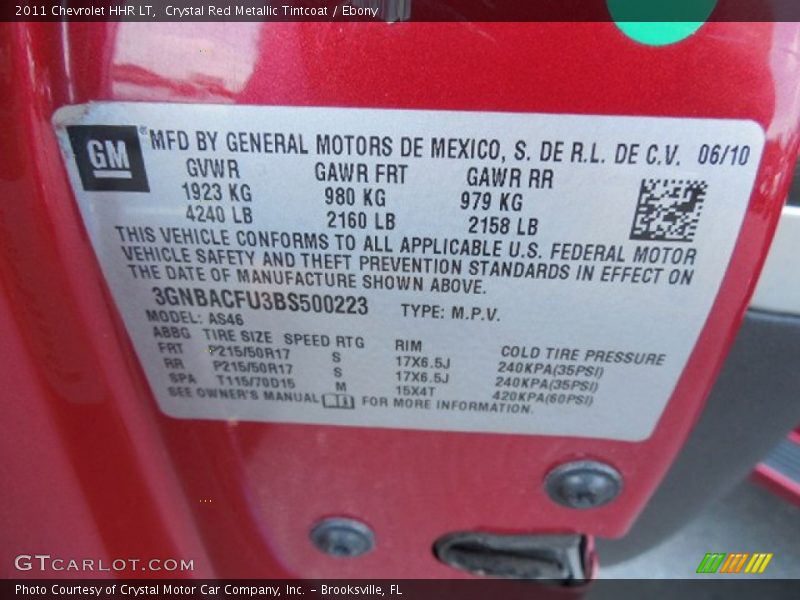 2011 Chevrolet HHR LT, Crystal Red Metallic Tintcoat / Ebony
GM
® MFD BY GENERAL MOTORS DE MEXICO, S. DE R.L. DE C.V. 06/10
GVWR GAWR FRT GAWR RR
1923 KG 980 KG 979 KG
4240 LB 2160 LB 2158 LB
THIS VEHICLE CONFORMS TO ALL APPLICABLE U.S. FEDERAL MOTOR
VEHICLE SAFETY AND THEFT PREVENTION STANDARDS IN EFFECT ON
THE DATE OF MANUFACTURE SHOWN ABOVE.
3GNBACFU3BS500223 TYPE: M.P.V.
MODEL: AS46
ABBG TIRE SIZE SPEED RTG RIM COLD TIRE PRESSURE
FRT P215/50R17 S 17X6.5J 240KPA(35PSI)
RR P215/50R17 S 17X6.5J 240KPA(35PSI)
SPA T115/70D15 M 15X4T 420KPA(60PSI)
SEE OWNER'S MANUAL FOR MORE INFORMATION.
GTCARLOT.COM
Photo Courtesy of Crystal Motor Car Company, Inc. – Brooksville, FL